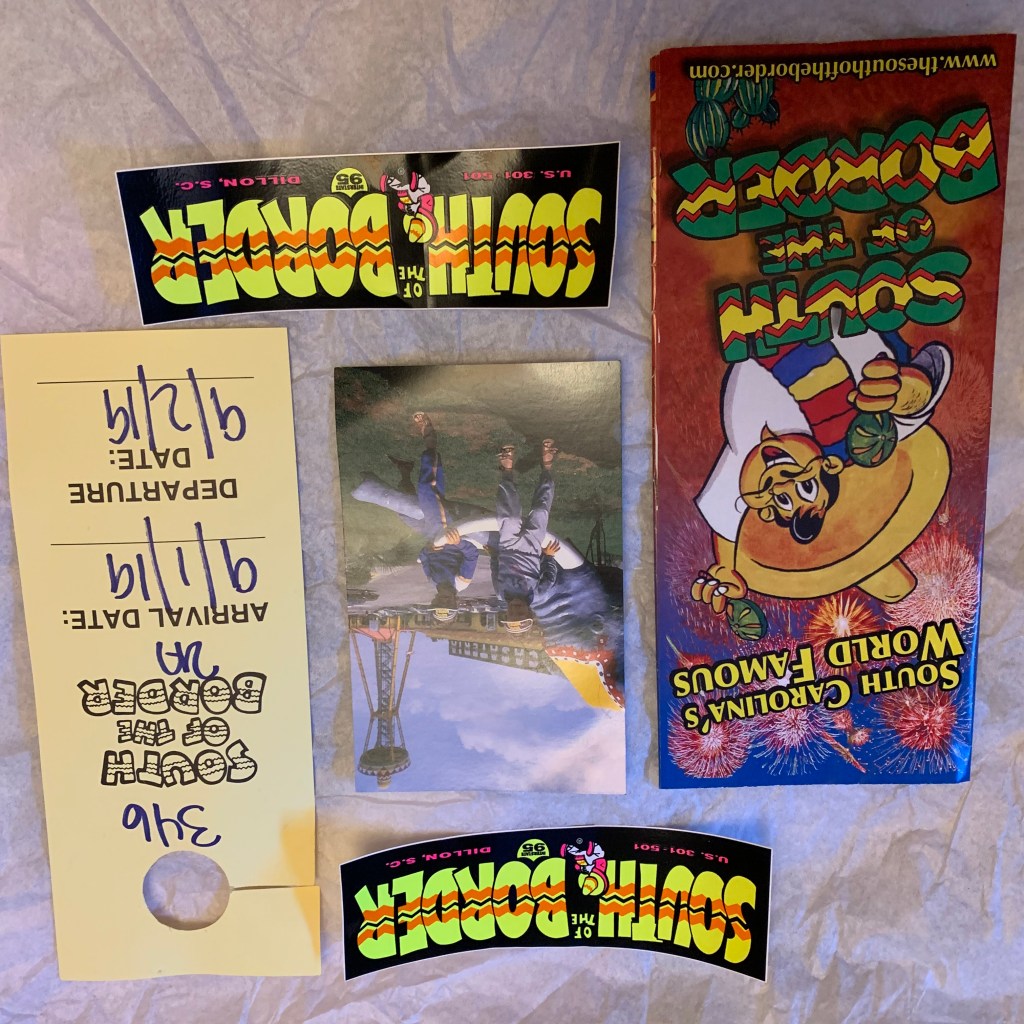 SOUTH CAROLINA'S
WORLD FAMOUS
SOUTH
OF THE
BORDER
www.thesouthoftheborder.com
SOUTH OF THE BORDER
U.S. 301-501 INTERSTATE 95 DILLON, S.C.
SOUTH OF THE BORDER
U.S. 301-501 INTERSTATE 95 DILLON, S.C.
346
SOUTH
OF THE
BORDER
ARRIVAL DATE:
9/1/19
DEPARTURE
DATE:
9/2/19